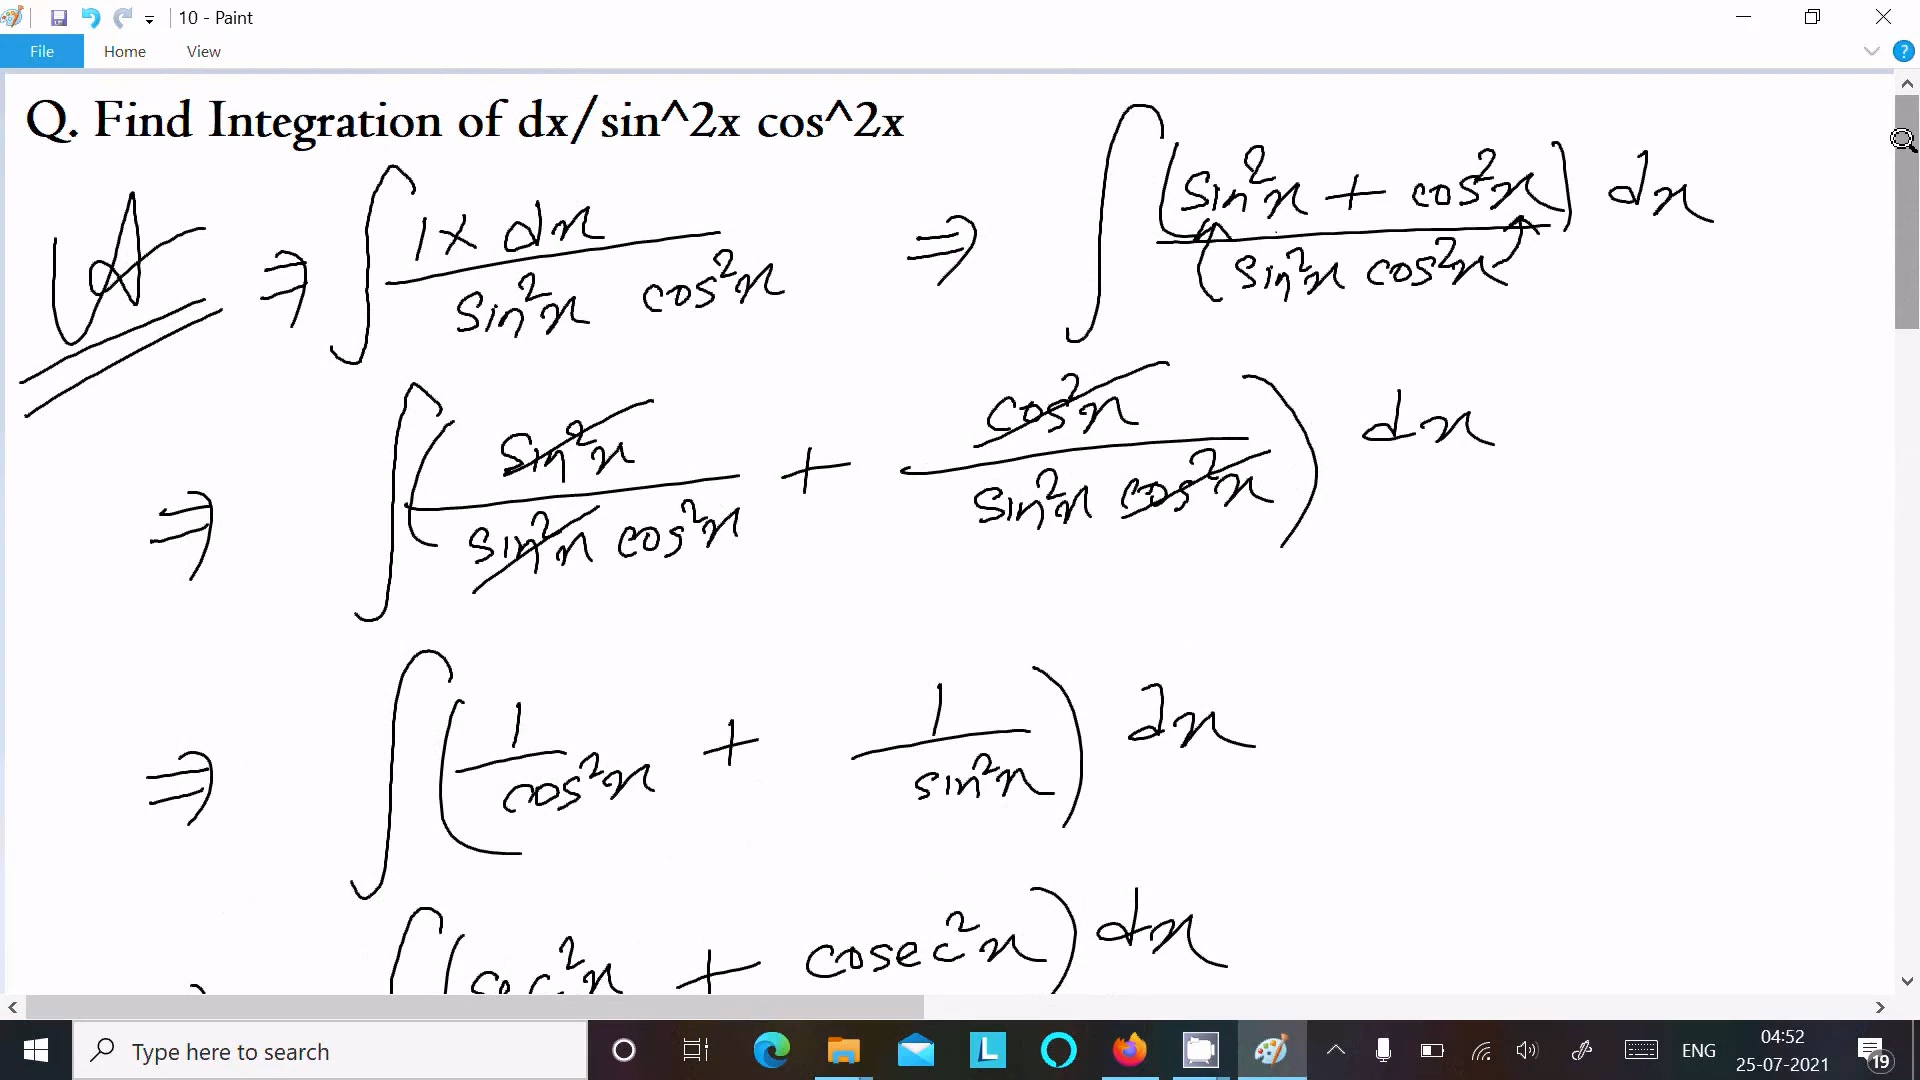 10 - Paint
File Home View
Q. Find Integration of dx/sin^2x cos^2x
A ⇒ ∫ 1× dx / sin²x cos²x ⇒ ∫ (sin²x + cos²x) / (sin²x cos²x) dx
⇒ ∫ ( sin²x / sin²x cos²x + cos²x / sin²x cos²x ) dx
⇒ ∫ ( 1 / cos²x + 1 / sin²x ) dx
⇒ ∫ ( sec²x + cosec²x ) dx
Type here to search
L
ENG
04:52
25-07-2021
19